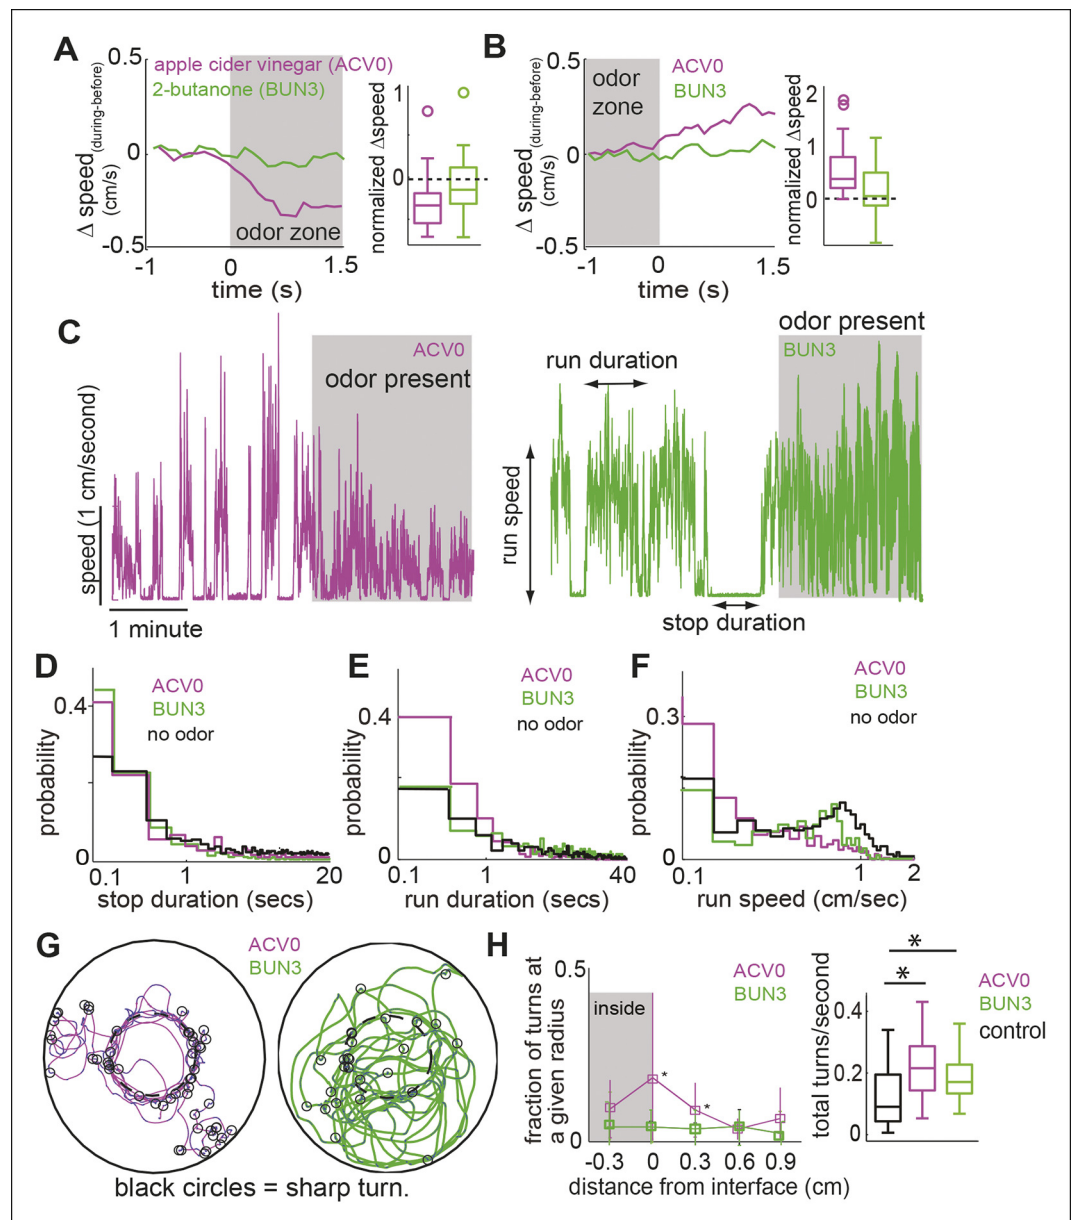 A
0.5
apple cider vinegar (ACV0)
2-butanone (BUN3)
Δ speed(during-before)
(cm/s)
0
-0.5
odor zone
-1
0
1.5
time (s)
normalized Δspeed
1
0
B
0.5
odor
zone
ACV0
BUN3
Δ speed(during-before)
(cm/s)
0
-0.5
-1
0
1.5
time (s)
normalized Δspeed
2
1
0
C
ACV0
odor present
speed (1 cm/second)
1 minute
odor present
BUN3
run duration
run speed
stop duration
D
ACV0
BUN3
no odor
probability
0.4
0
0.1
1
20
stop duration (secs)
E
ACV0
BUN3
no odor
probability
0.4
0
0.1
1
40
run duration (secs)
F
ACV0
BUN3
no odor
probability
0.3
0
0.1
1
2
run speed (cm/sec)
G
ACV0
BUN3
black circles = sharp turn.
H
fraction of turns at
a given radius
0.5
0
inside
ACV0
BUN3
*
*
-0.3
0
0.3
0.6
0.9
distance from interface (cm)
total turns/second
0.4
0.2
0
*
*
ACV0
BUN3
control